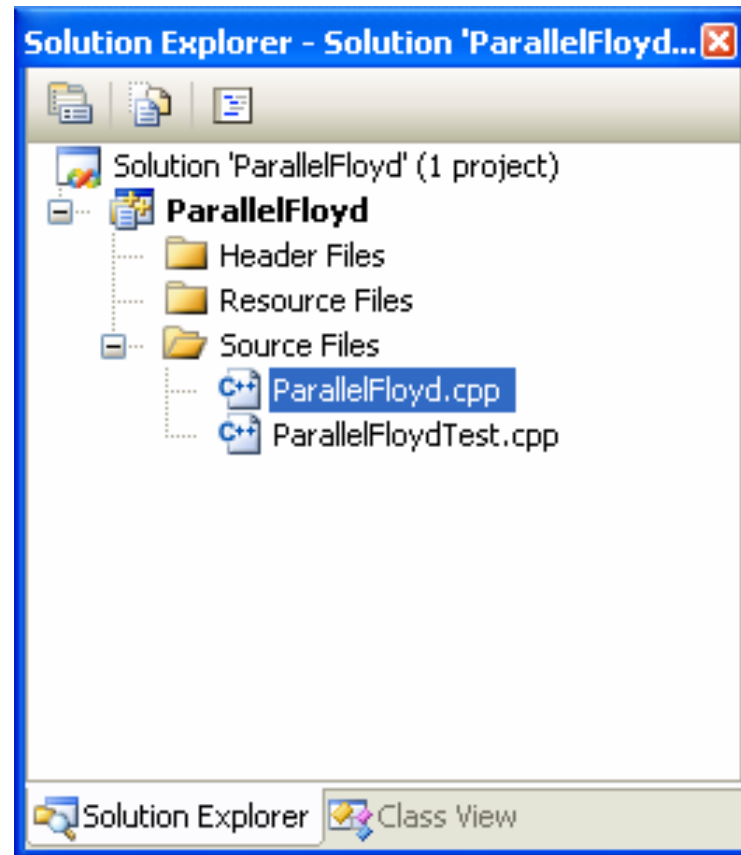 Solution Explorer - Solution 'ParallelFloyd...
Solution 'ParallelFloyd' (1 project)
ParallelFloyd
Header Files
Resource Files
Source Files
C++ ParallelFloyd.cpp
C++ ParallelFloydTest.cpp
Solution Explorer Class View